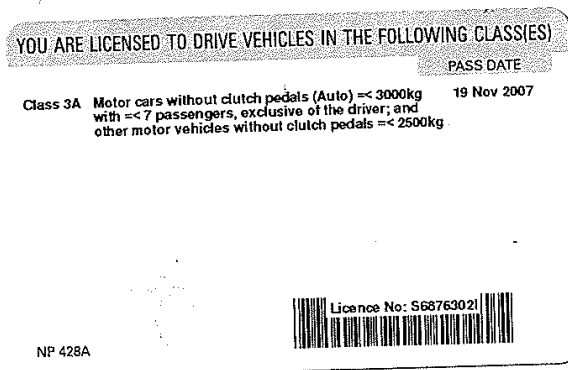 YOU ARE LICENSED TO DRIVE VEHICLES IN THE FOLLOWING CLASS(ES)
PASS DATE
Class 3A Motor cars without clutch pedals (Auto) =< 3000kg 19 Nov 2007
with =< 7 passengers, exclusive of the driver; and
other motor vehicles without clutch pedals =< 2500kg
Licence No: S6876302I
NP 428A